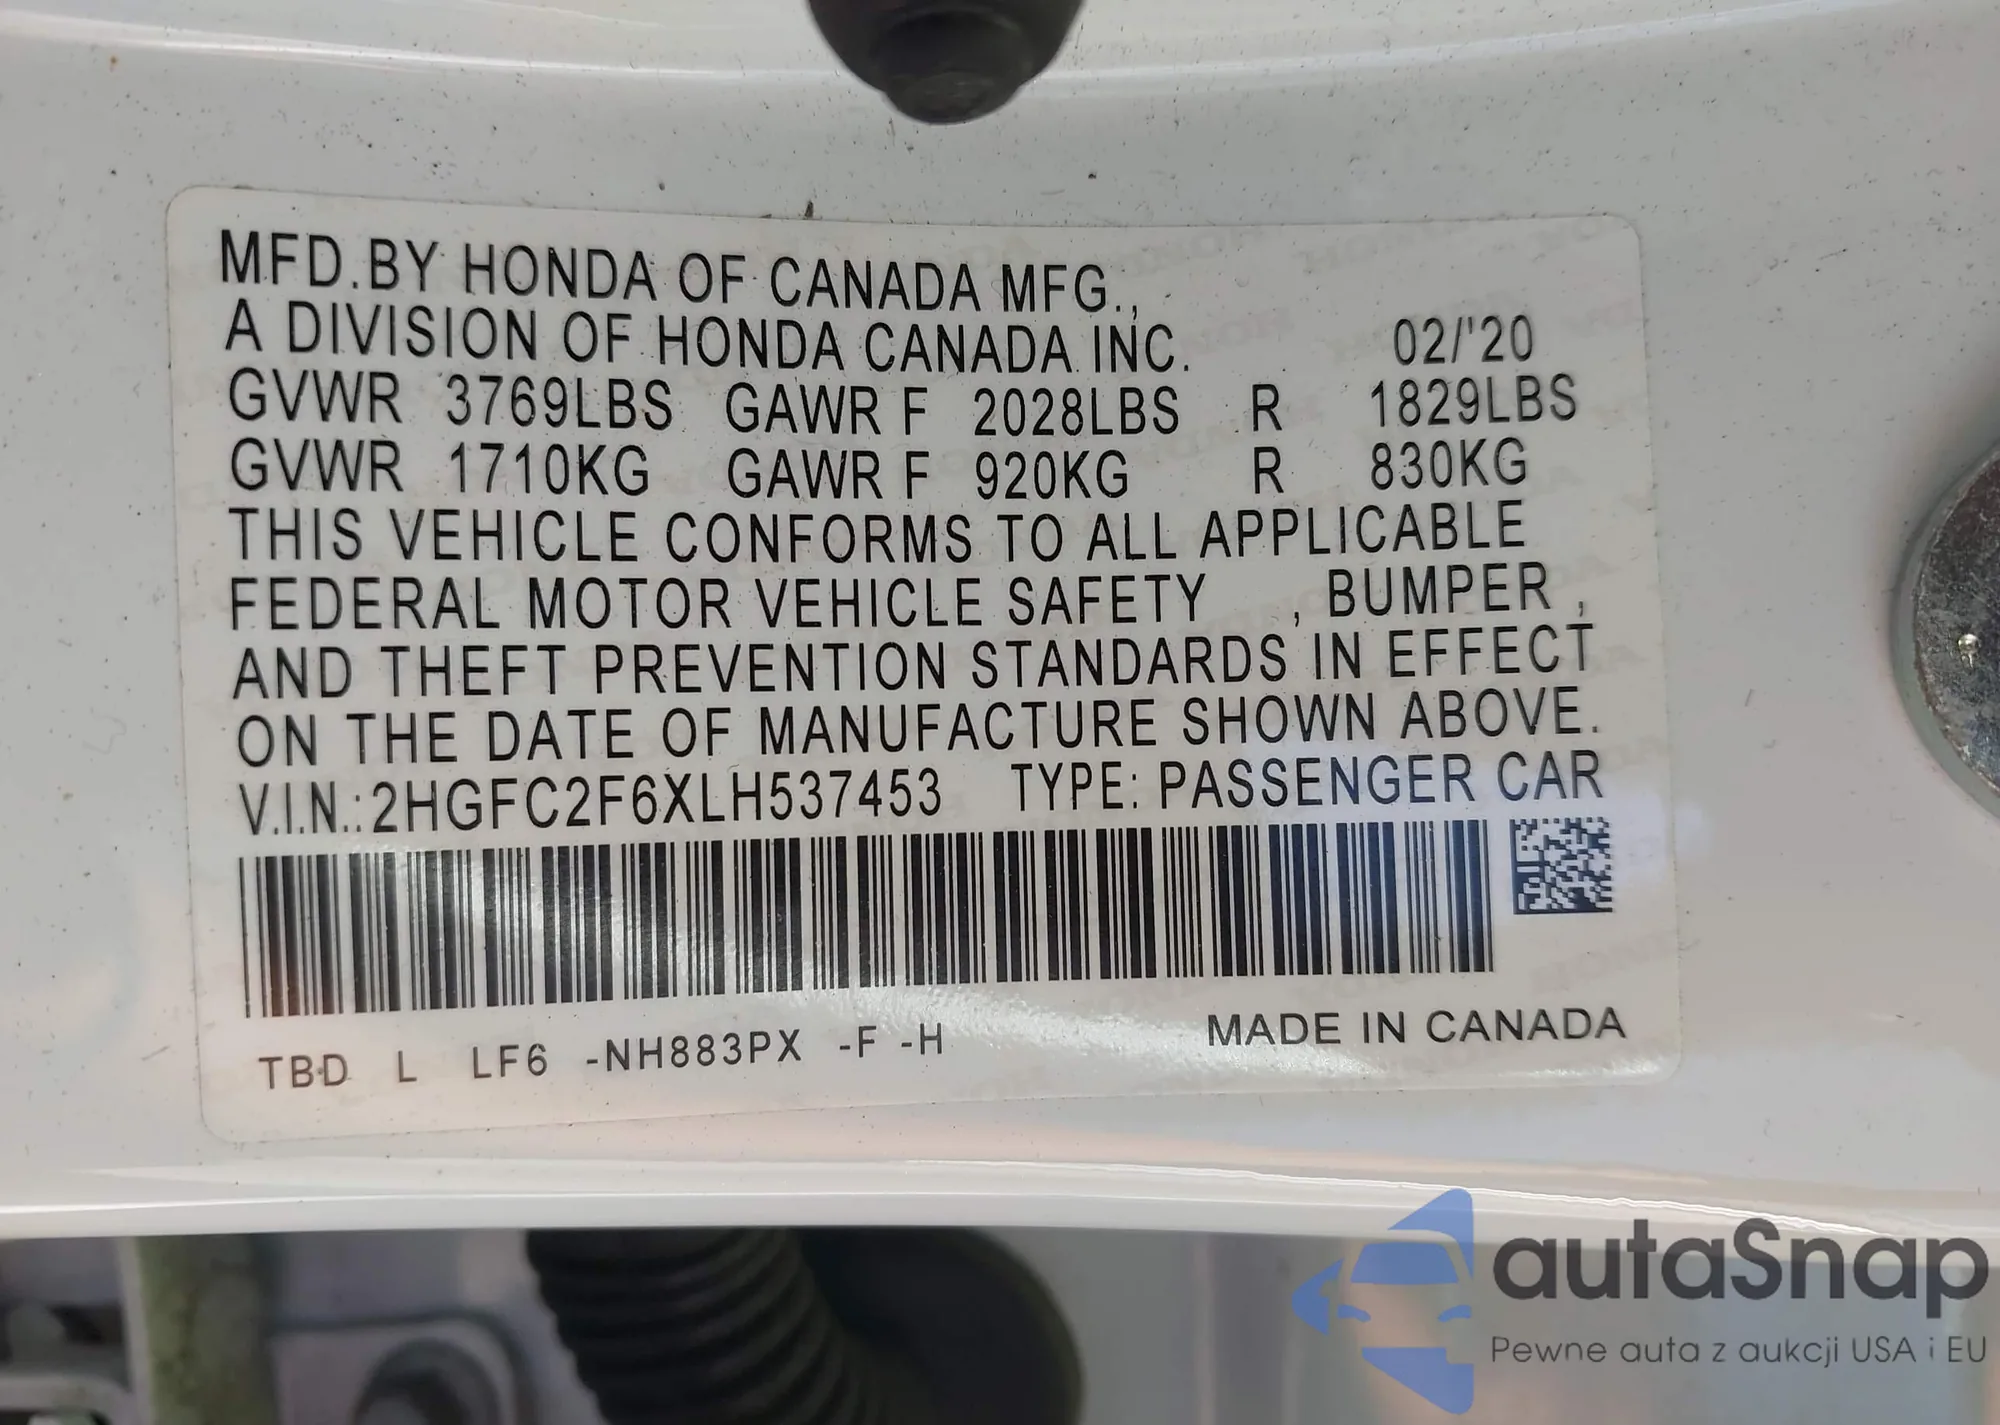 MFD.BY HONDA OF CANADA MFG.,
A DIVISION OF HONDA CANADA INC. 02/'20
GVWR 3769LBS GAWR F 2028LBS R 1829LBS
GVWR 1710KG GAWR F 920KG R 830KG
THIS VEHICLE CONFORMS TO ALL APPLICABLE
FEDERAL MOTOR VEHICLE SAFETY , BUMPER ,
AND THEFT PREVENTION STANDARDS IN EFFECT
ON THE DATE OF MANUFACTURE SHOWN ABOVE.
V.I.N.:2HGFC2F6XLH537453 TYPE: PASSENGER CAR
TBD L LF6 -NH883PX -F -H MADE IN CANADA
autaSnap
Pewne auta z aukcji USA i EU